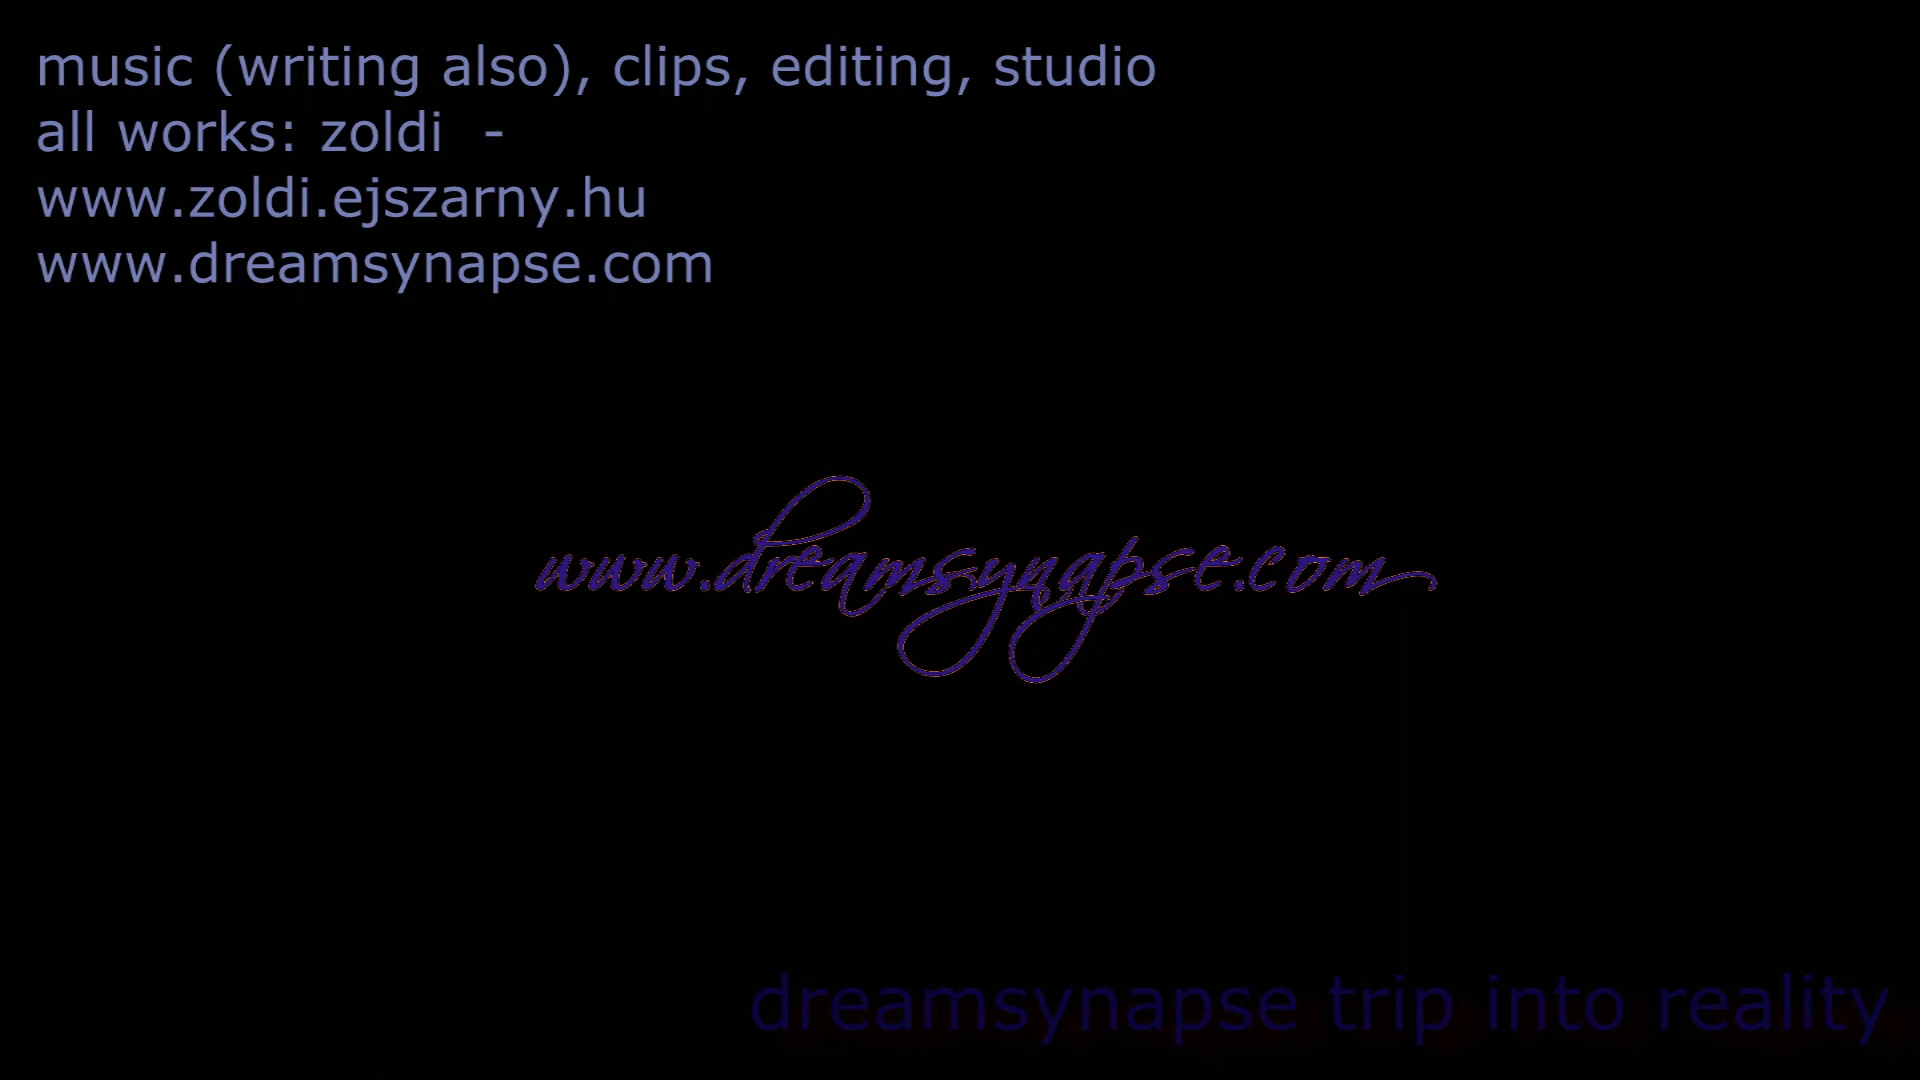 music (writing also), clips, editing, studio
all works: zoldi  -
www.zoldi.ejszarny.hu
www.dreamsynapse.com
www.dreamsynapse.com
dreamsynapse trip into reality